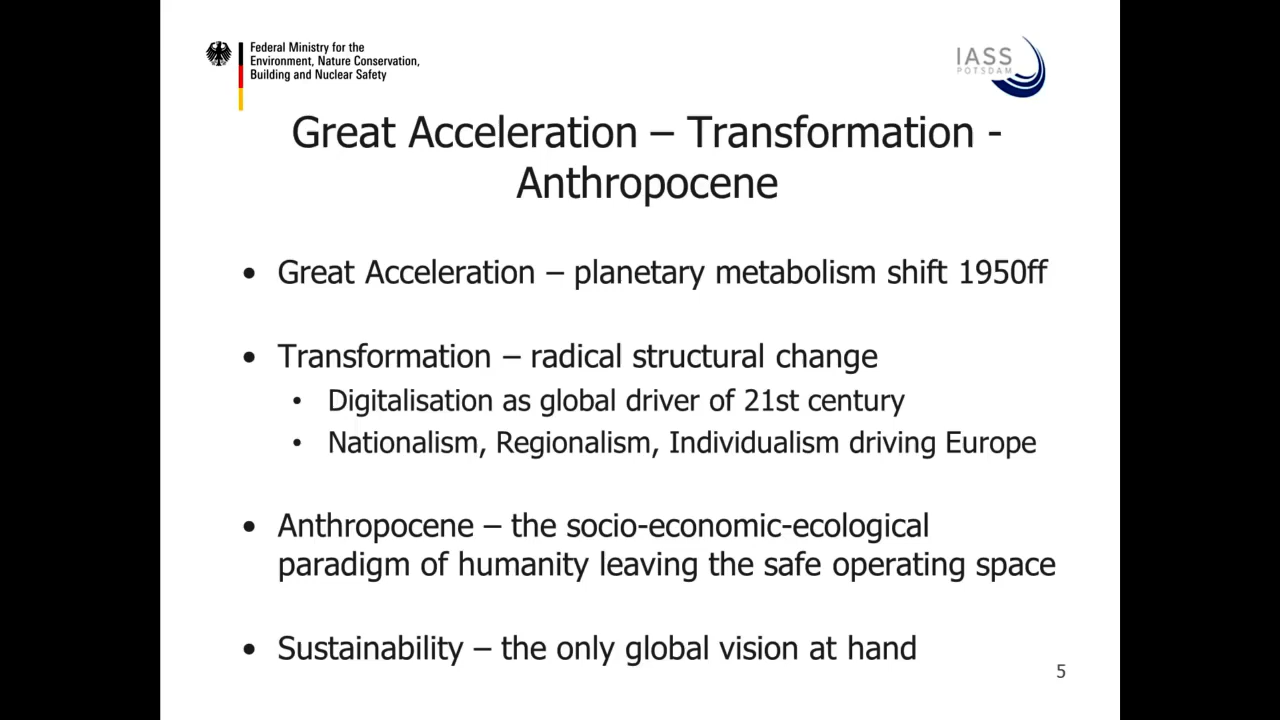 Federal Ministry for the
Environment, Nature Conservation,
Building and Nuclear Safety
IASS
POTSDAM
Great Acceleration – Transformation -
Anthropocene
• Great Acceleration – planetary metabolism shift 1950ff
• Transformation – radical structural change
• Digitalisation as global driver of 21st century
• Nationalism, Regionalism, Individualism driving Europe
• Anthropocene – the socio-economic-ecological
paradigm of humanity leaving the safe operating space
• Sustainability – the only global vision at hand
5